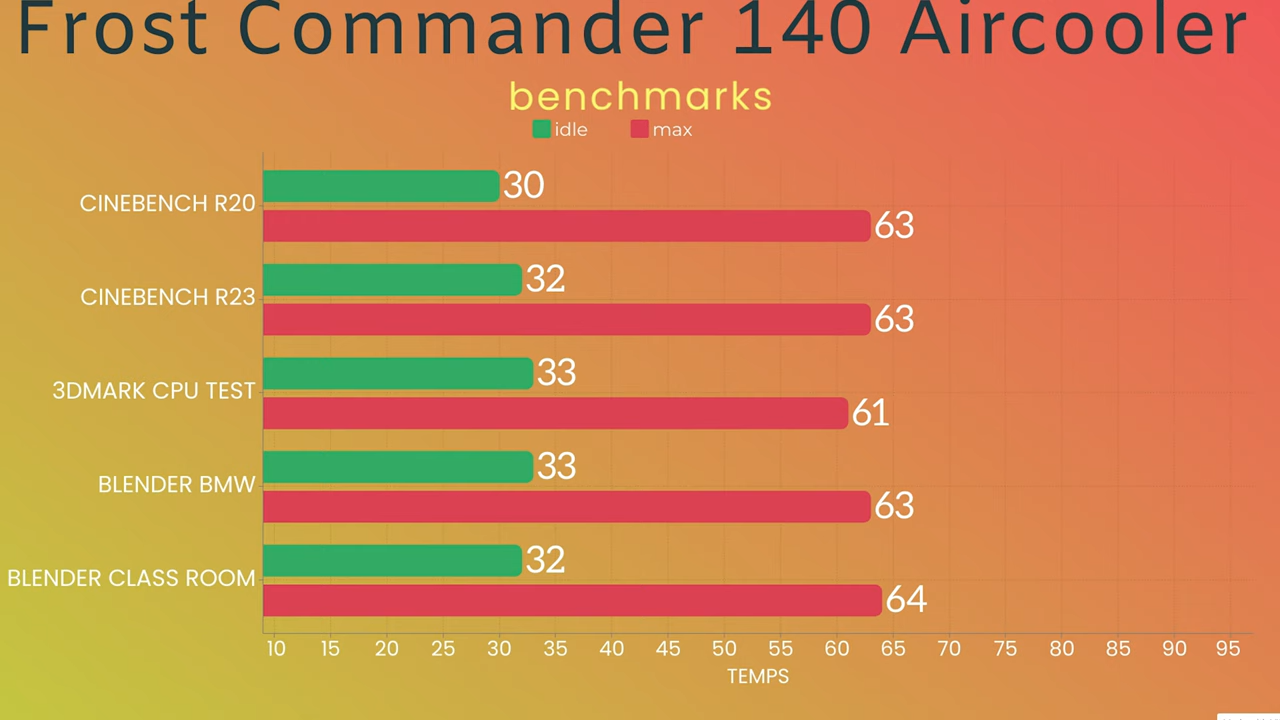 Frost Commander 140 Aircooler
benchmarks
idle max
CINEBENCH R20 30
63
CINEBENCH R23 32
63
3DMARK CPU TEST 33
61
BLENDER BMW 33
63
BLENDER CLASS ROOM 32
64
10 15 20 25 30 35 40 45 50 55 60 65 70 75 80 85 90 95
TEMPS